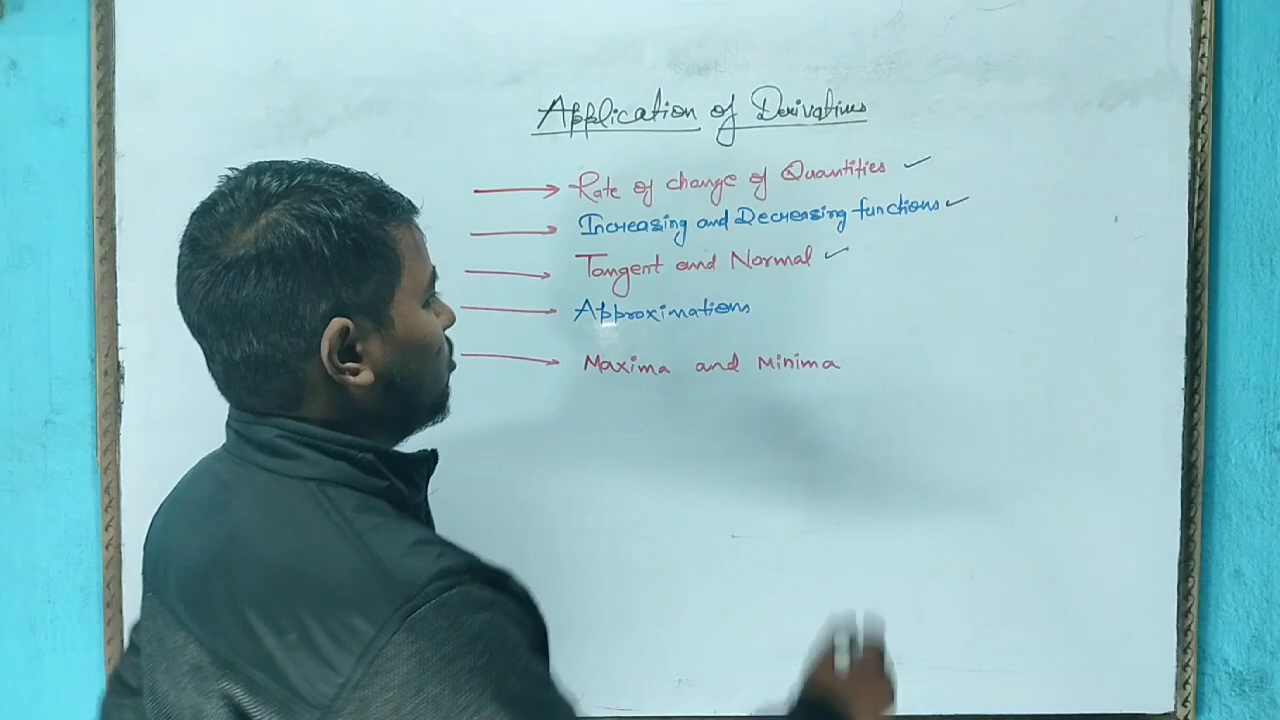 Application of Derivatives
Rate of change of Quantities ✓
Increasing and Decreasing functions ✓
Tangent and Normal ✓
Approximations
Maxima and Minima